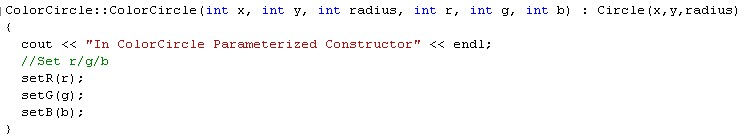 ColorCircle::ColorCircle(int x, int y, int radius, int r, int g, int b) : Circle(x,y,radius)
{
cout << "In ColorCircle Parameterized Constructor" << endl;
//Set r/g/b
setR(r);
setG(g);
setB(b);
}